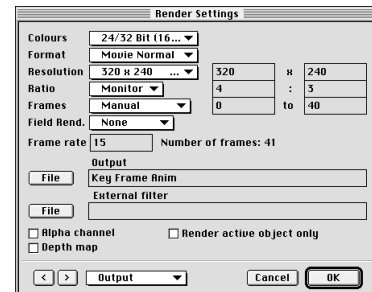 Render Settings
Colours 24/32 Bit (16...
Format Movie Normal
Resolution 320 x 240 ... 320 x 240
Ratio Monitor 4 : 3
Frames Manual 0 to 40
Field Rend. None
Frame rate 15 Number of frames: 41
Output
File Key Frame Anim
External filter
File
Alpha channel Render active object only
Depth map
< > Output Cancel OK